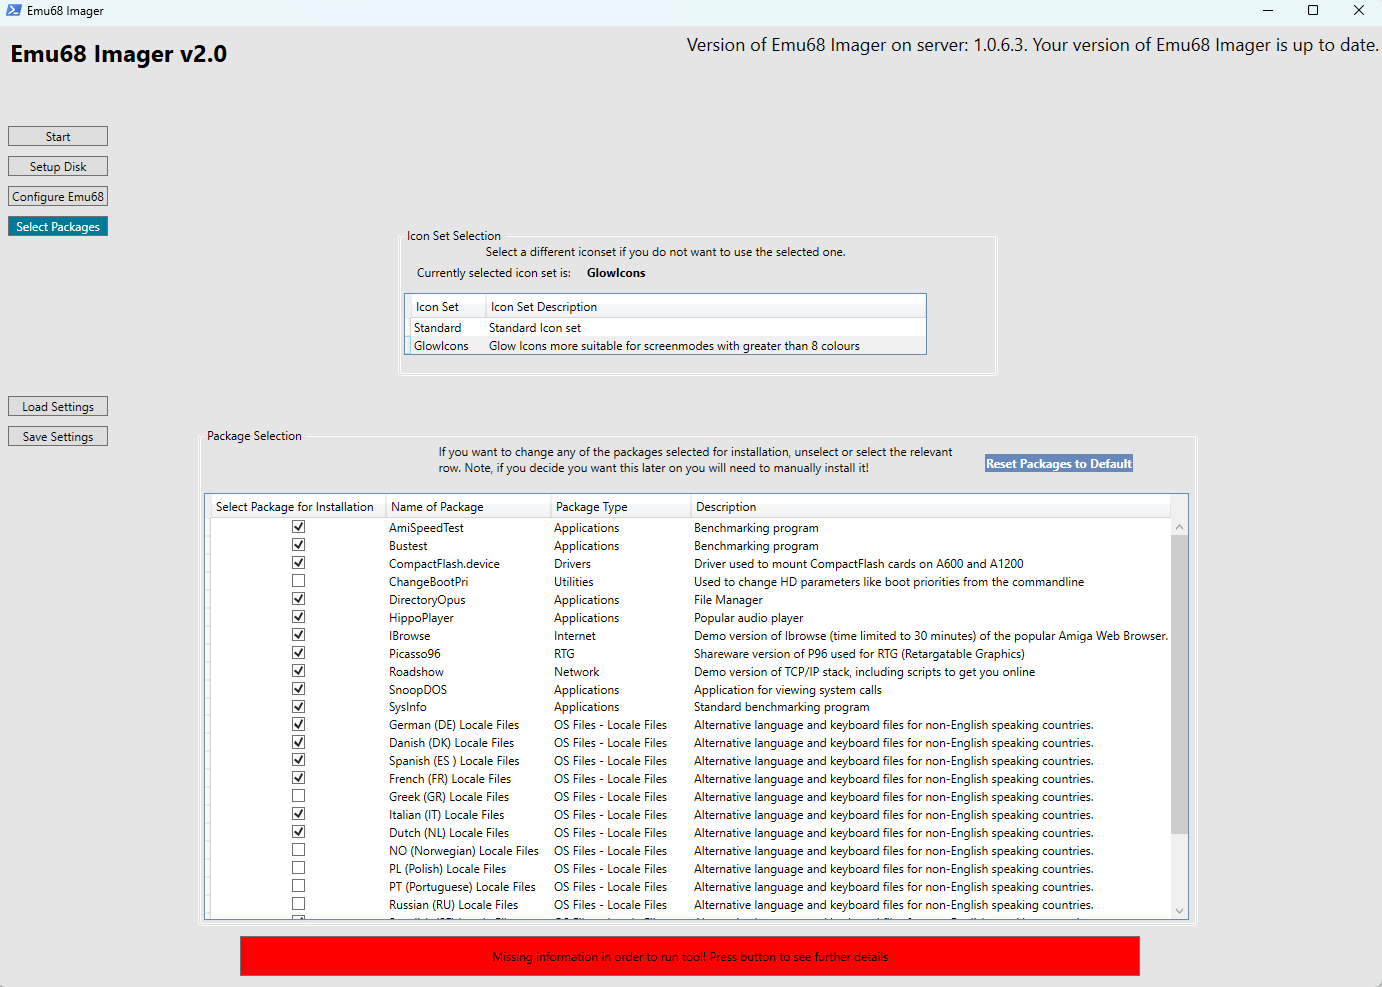 Emu68 Imager
Emu68 Imager v2.0
Version of Emu68 Imager on server: 1.0.6.3. Your version of Emu68 Imager is up to date.
Start
Setup Disk
Configure Emu68
Select Packages
Load Settings
Save Settings
Icon Set Selection
Select a different iconset if you do not want to use the selected one.
Currently selected icon set is: GlowIcons
Icon Set Icon Set Description
Standard Standard Icon set
GlowIcons Glow Icons more suitable for screenmodes with greater than 8 colours
Package Selection
If you want to change any of the packages selected for installation, unselect or select the relevant
row. Note, if you decide you want this later on you will need to manually install it!
Reset Packages to Default
Select Package for Installation Name of Package Package Type Description
AmiSpeedTest Applications Benchmarking program
Bustest Applications Benchmarking program
CompactFlash.device Drivers Driver used to mount CompactFlash cards on A600 and A1200
ChangeBootPri Utilities Used to change HD parameters like boot priorities from the commandline
DirectoryOpus Applications File Manager
HippoPlayer Applications Popular audio player
IBrowse Internet Demo version of Ibrowse (time limited to 30 minutes) of the popular Amiga Web Browser.
Picasso96 RTG Shareware version of P96 used for RTG (Retargatable Graphics)
Roadshow Network Demo version of TCP/IP stack, including scripts to get you online
SnoopDOS Applications Application for viewing system calls
SysInfo Applications Standard benchmarking program
German (DE) Locale Files OS Files - Locale Files Alternative language and keyboard files for non-English speaking countries.
Danish (DK) Locale Files OS Files - Locale Files Alternative language and keyboard files for non-English speaking countries.
Spanish (ES ) Locale Files OS Files - Locale Files Alternative language and keyboard files for non-English speaking countries.
French (FR) Locale Files OS Files - Locale Files Alternative language and keyboard files for non-English speaking countries.
Greek (GR) Locale Files OS Files - Locale Files Alternative language and keyboard files for non-English speaking countries.
Italian (IT) Locale Files OS Files - Locale Files Alternative language and keyboard files for non-English speaking countries.
Dutch (NL) Locale Files OS Files - Locale Files Alternative language and keyboard files for non-English speaking countries.
NO (Norwegian) Locale Files OS Files - Locale Files Alternative language and keyboard files for non-English speaking countries.
PL (Polish) Locale Files OS Files - Locale Files Alternative language and keyboard files for non-English speaking countries.
PT (Portuguese) Locale Files OS Files - Locale Files Alternative language and keyboard files for non-English speaking countries.
Russian (RU) Locale Files OS Files - Locale Files Alternative language and keyboard files for non-English speaking countries.
Missing information in order to run tool! Press button to see further details